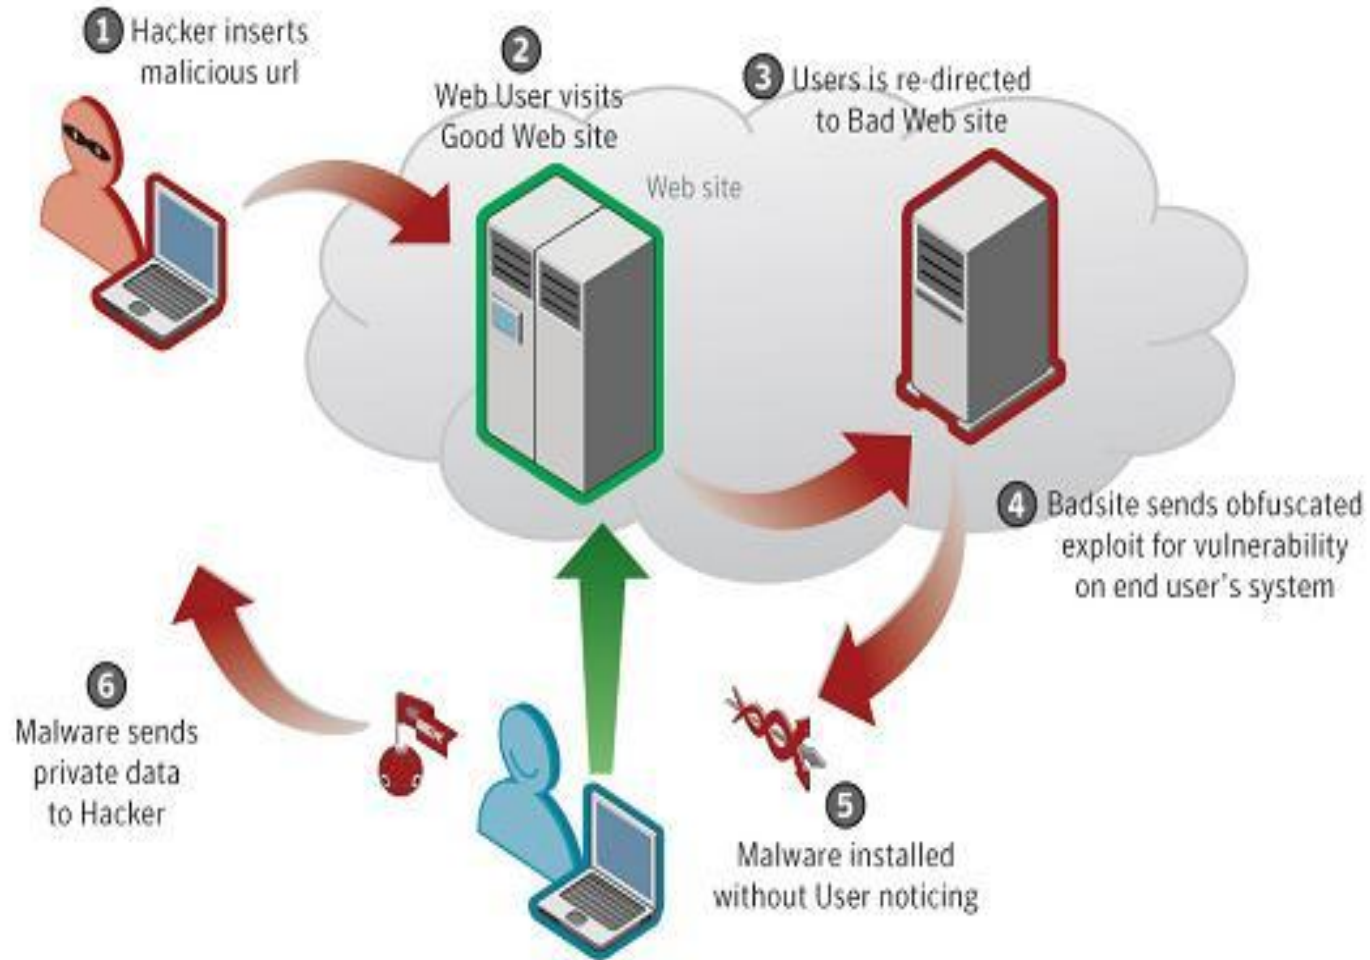 1 Hacker inserts
malicious url
2
Web User visits
Good Web site
3 Users is re-directed
to Bad Web site
Web site
4 Badsite sends obfuscated
exploit for vulnerability
on end user's system
5
Malware installed
without User noticing
6
Malware sends
private data
to Hacker